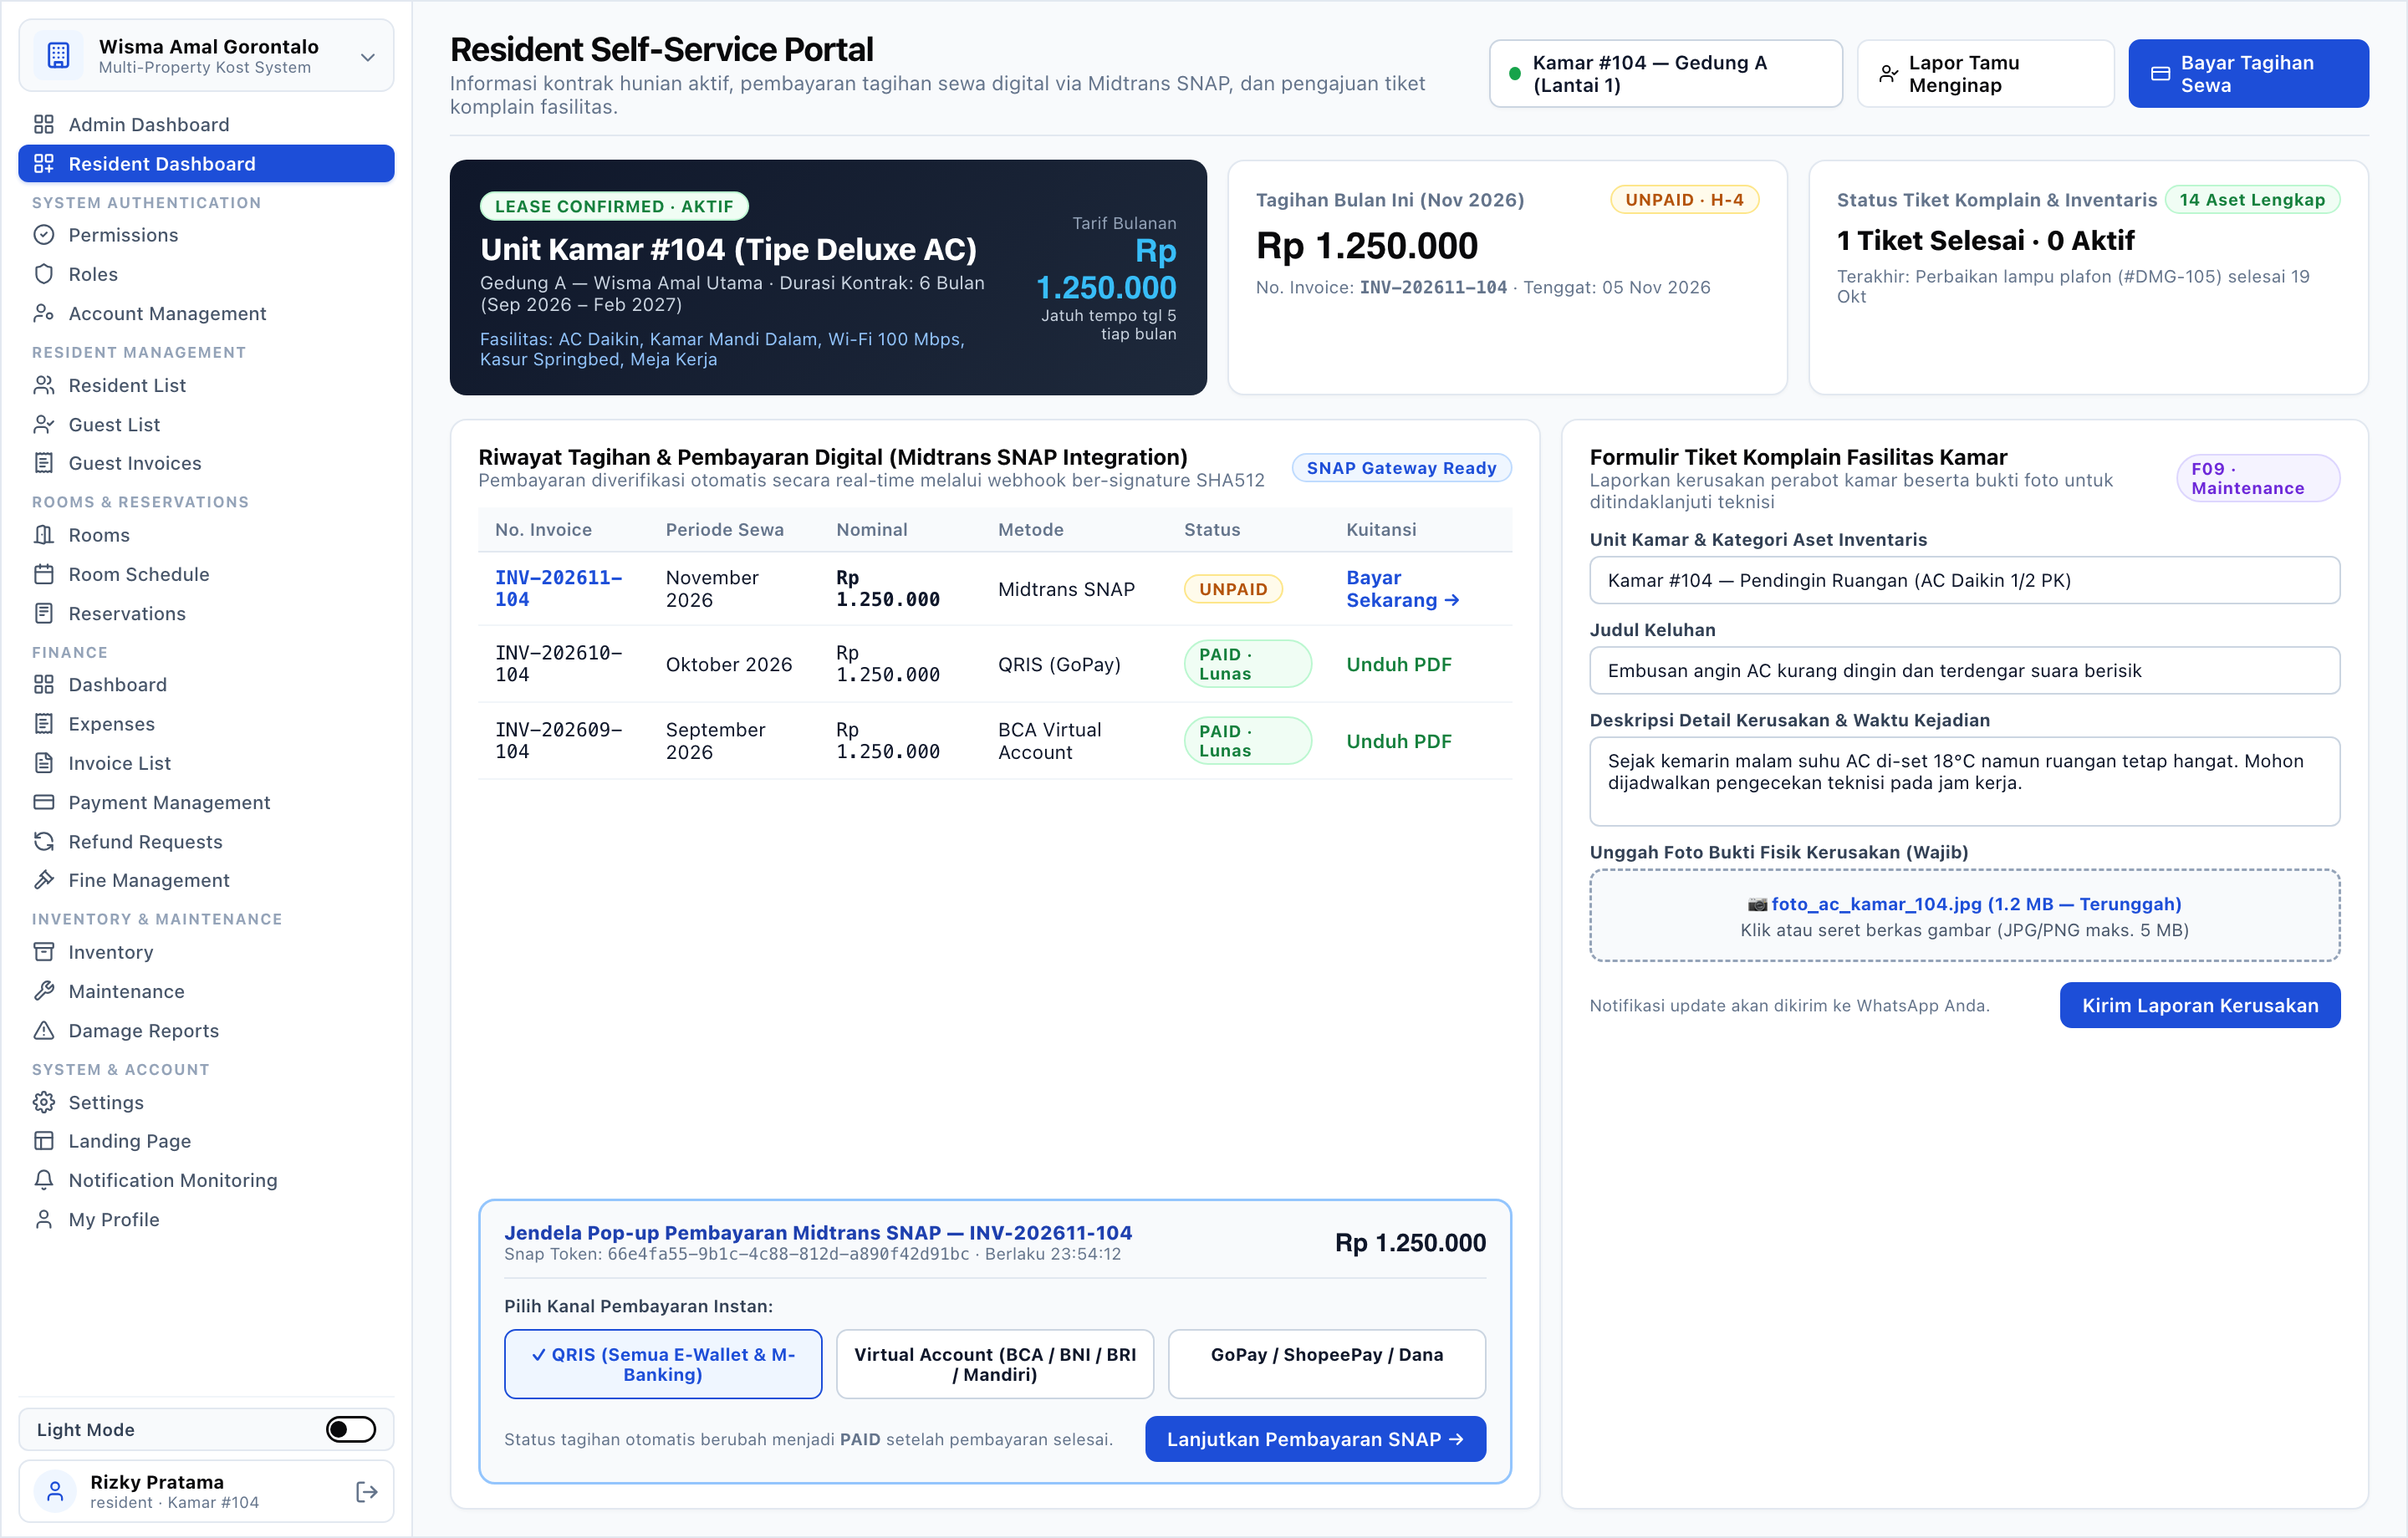 Wisma Amal Gorontalo
Multi-Property Kost System
Admin Dashboard
Resident Dashboard
SYSTEM AUTHENTICATION
Permissions
Roles
Account Management
RESIDENT MANAGEMENT
Resident List
Guest List
Guest Invoices
ROOMS & RESERVATIONS
Rooms
Room Schedule
Reservations
FINANCE
Dashboard
Expenses
Invoice List
Payment Management
Refund Requests
Fine Management
INVENTORY & MAINTENANCE
Inventory
Maintenance
Damage Reports
SYSTEM & ACCOUNT
Settings
Landing Page
Notification Monitoring
My Profile
Light Mode
Rizky Pratama
resident · Kamar #104
Resident Self-Service Portal
Informasi kontrak hunian aktif, pembayaran tagihan sewa digital via Midtrans SNAP, dan pengajuan tiket
komplain fasilitas.
Kamar #104 — Gedung A
(Lantai 1)
Lapor Tamu
Menginap
Bayar Tagihan
Sewa
LEASE CONFIRMED · AKTIF
Unit Kamar #104 (Tipe Deluxe AC)
Gedung A — Wisma Amal Utama · Durasi Kontrak: 6 Bulan
(Sep 2026 – Feb 2027)
Fasilitas: AC Daikin, Kamar Mandi Dalam, Wi-Fi 100 Mbps,
Kasur Springbed, Meja Kerja
Tarif Bulanan
Rp
1.250.000
Jatuh tempo tgl 5
tiap bulan
Tagihan Bulan Ini (Nov 2026)
UNPAID · H-4
Rp 1.250.000
No. Invoice: INV-202611-104 · Tenggat: 05 Nov 2026
Status Tiket Komplain & Inventaris
14 Aset Lengkap
1 Tiket Selesai · 0 Aktif
Terakhir: Perbaikan lampu plafon (#DMG-105) selesai 19
Okt
Riwayat Tagihan & Pembayaran Digital (Midtrans SNAP Integration)
Pembayaran diverifikasi otomatis secara real-time melalui webhook ber-signature SHA512
SNAP Gateway Ready
No. Invoice Periode Sewa Nominal Metode Status Kuitansi
INV-202611-
104
November
2026
Rp
1.250.000
Midtrans SNAP
UNPAID
Bayar
Sekarang →
INV-202610-
104
Oktober 2026
Rp
1.250.000
QRIS (GoPay)
PAID ·
Lunas
Unduh PDF
INV-202609-
104
September
2026
Rp
1.250.000
BCA Virtual
Account
PAID ·
Lunas
Unduh PDF
Jendela Pop-up Pembayaran Midtrans SNAP — INV-202611-104
Snap Token: 66e4fa55-9b1c-4c88-812d-a890f42d91bc · Berlaku 23:54:12
Rp 1.250.000
Pilih Kanal Pembayaran Instan:
✓ QRIS (Semua E-Wallet & M-
Banking)
Virtual Account (BCA / BNI / BRI
/ Mandiri)
GoPay / ShopeePay / Dana
Status tagihan otomatis berubah menjadi PAID setelah pembayaran selesai.
Lanjutkan Pembayaran SNAP →
Formulir Tiket Komplain Fasilitas Kamar
Laporkan kerusakan perabot kamar beserta bukti foto untuk
ditindaklanjuti teknisi
F09 ·
Maintenance
Unit Kamar & Kategori Aset Inventaris
Kamar #104 — Pendingin Ruangan (AC Daikin 1/2 PK)
Judul Keluhan
Embusan angin AC kurang dingin dan terdengar suara berisik
Deskripsi Detail Kerusakan & Waktu Kejadian
Sejak kemarin malam suhu AC di-set 18°C namun ruangan tetap hangat. Mohon
dijadwalkan pengecekan teknisi pada jam kerja.
Unggah Foto Bukti Fisik Kerusakan (Wajib)
📷 foto_ac_kamar_104.jpg (1.2 MB — Terunggah)
Klik atau seret berkas gambar (JPG/PNG maks. 5 MB)
Notifikasi update akan dikirim ke WhatsApp Anda.
Kirim Laporan Kerusakan